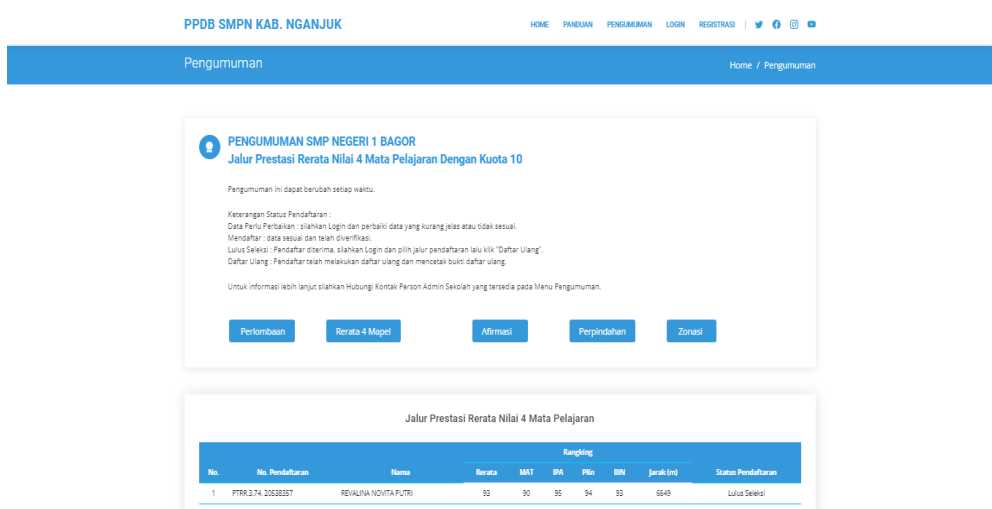 PPDB SMPN KAB. NGANJUK
HOME PANDUAN PENGUMUMAN LOGIN REGISTRASI |
Pengumuman
Home / Pengumuman
PENGUMUMAN SMP NEGERI 1 BAGOR
Jalur Prestasi Rerata Nilai 4 Mata Pelajaran Dengan Kuota 10
Pengumuman ini dapat berubah setiap waktu.
Keterangan Status Pendaftaran :
Data Perlu Perbaikan : silahkan Login dan perbaiki data yang kurang jelas atau tidak sesuai.
Mendaftar : data sesuai dan telah diverifikasi.
Lulus Seleksi : Pendaftar diterima, silahkan Login dan pilih jalur pendaftaran lalu klik "Daftar Ulang".
Daftar Ulang : Pendaftar telah melakukan daftar ulang dan mencetak bukti daftar ulang.
Untuk informasi lebih lanjut silahkan Hubungi Kontak Person Admin Sekolah yang tersedia pada Menu Pengumuman.
Perlombaan Rerata 4 Mapel Afirmasi Perpindahan Zonasi
Jalur Prestasi Rerata Nilai 4 Mata Pelajaran
Rangking
No. No. Pendaftaran Nama Rerata MAT IPA PKn BIN Jarak (m) Status Pendaftaran
1 PTRR.3.74. 20538357 REVALINA NOVITA PUTRI 93 90 95 94 93 6649 Lulus Seleksi